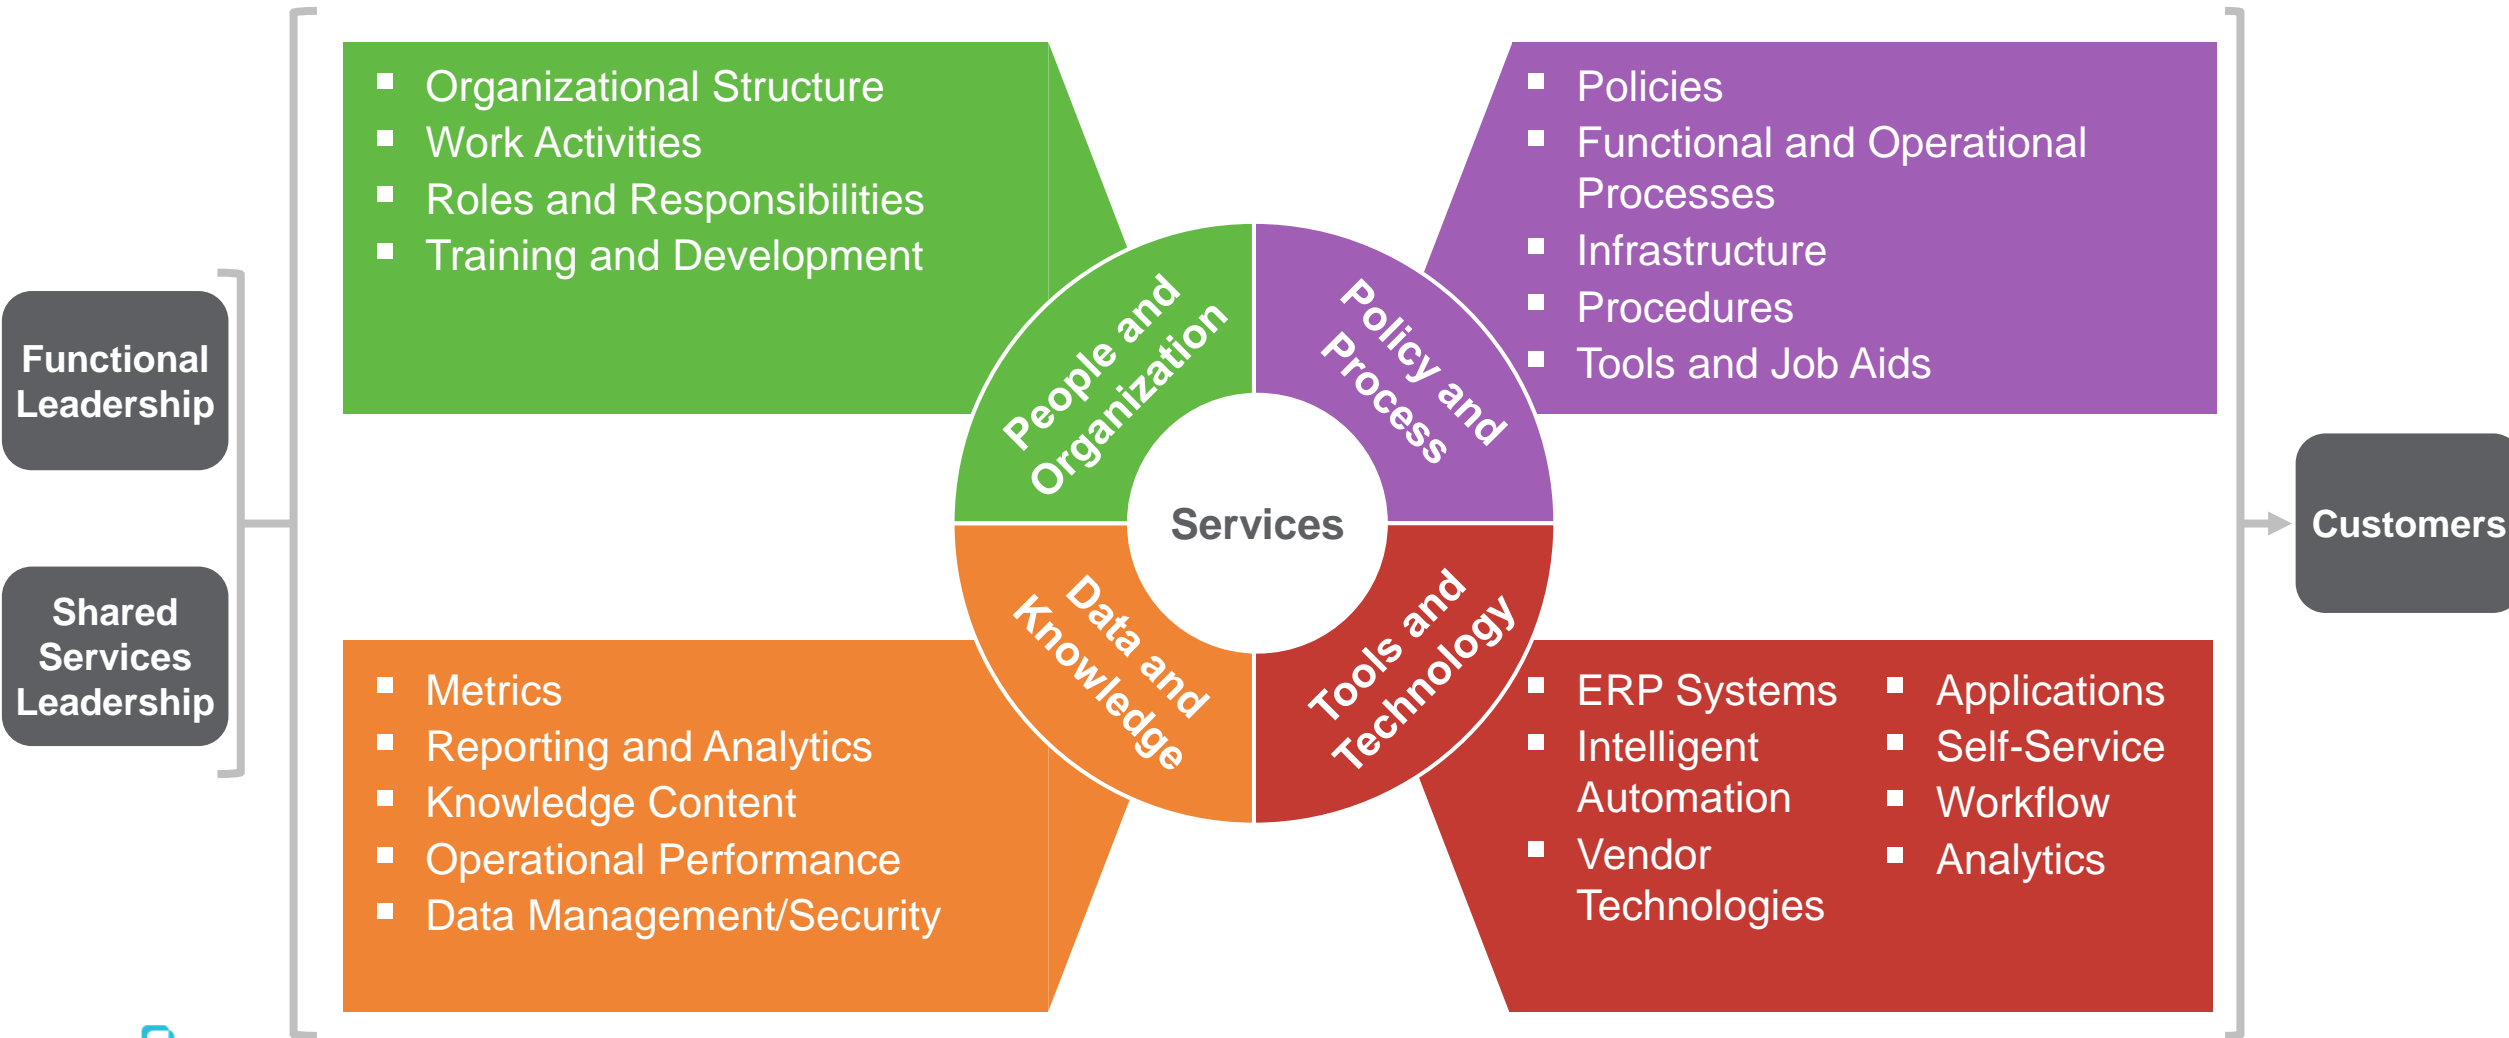 Functional
Leadership
Shared
Services
Leadership
Organizational Structure
Work Activities
Roles and Responsibilities
Training and Development
Policies
Functional and Operational
Processes
Infrastructure
Procedures
Tools and Job Aids
People and
Organization
Policy and
Process
Services
Data and
Knowledge
Tools and
Technology
Metrics
Reporting and Analytics
Knowledge Content
Operational Performance
Data Management/Security
ERP Systems
Intelligent
Automation
Vendor
Technologies
Applications
Self-Service
Workflow
Analytics
Customers